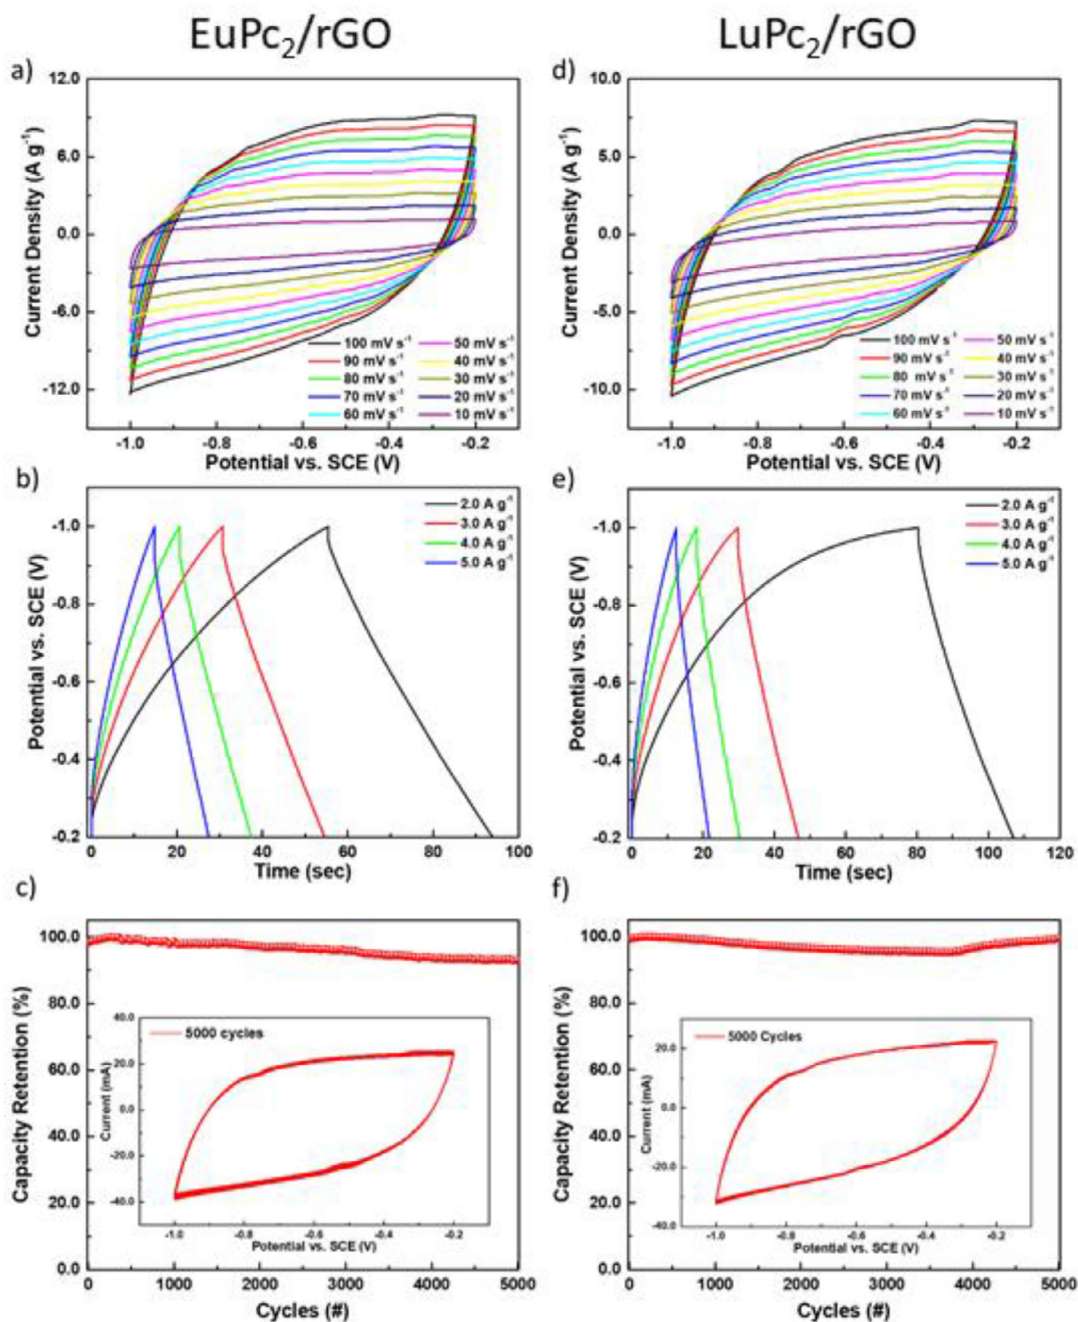 EuPc₂/rGO
LuPc₂/rGO
a)
12.0
6.0
0.0
-6.0
-12.0
Current Density (A g⁻¹)
100 mV s⁻¹
90 mV s⁻¹
80 mV s⁻¹
70 mV s⁻¹
60 mV s⁻¹
50 mV s⁻¹
40 mV s⁻¹
30 mV s⁻¹
20 mV s⁻¹
10 mV s⁻¹
-1.0 -0.8 -0.6 -0.4 -0.2
Potential vs. SCE (V)
d)
10.0
5.0
0.0
-5.0
-10.0
Current Density (A g⁻¹)
100 mV s⁻¹
90 mV s⁻¹
80 mV s⁻¹
70 mV s⁻¹
60 mV s⁻¹
50 mV s⁻¹
40 mV s⁻¹
30 mV s⁻¹
20 mV s⁻¹
10 mV s⁻¹
-1.0 -0.8 -0.6 -0.4 -0.2
Potential vs. SCE (V)
b)
-1.0
-0.8
-0.6
-0.4
-0.2
Potential vs. SCE (V)
2.0 A g⁻¹
3.0 A g⁻¹
4.0 A g⁻¹
5.0 A g⁻¹
0 20 40 60 80 100
Time (sec)
e)
-1.0
-0.8
-0.6
-0.4
-0.2
Potential vs. SCE (V)
2.0 A g⁻¹
3.0 A g⁻¹
4.0 A g⁻¹
5.0 A g⁻¹
0 20 40 60 80 100 120
Time (sec)
c)
100.0
80.0
60.0
40.0
20.0
0.0
Capacity Retention (%)
40.0
20.0
0.0
-20.0
-40.0
Current (mA)
5000 cycles
-1.0 -0.8 -0.6 -0.4 -0.2
Potential vs. SCE (V)
0 1000 2000 3000 4000 5000
Cycles (#)
f)
100.0
80.0
60.0
40.0
20.0
0.0
Capacity Retention (%)
20.0
0.0
-20.0
-40.0
Current (mA)
5000 Cycles
-1.0 -0.8 -0.6 -0.4 -0.2
Potential vs. SCE (V)
0 1000 2000 3000 4000 5000
Cycles (#)